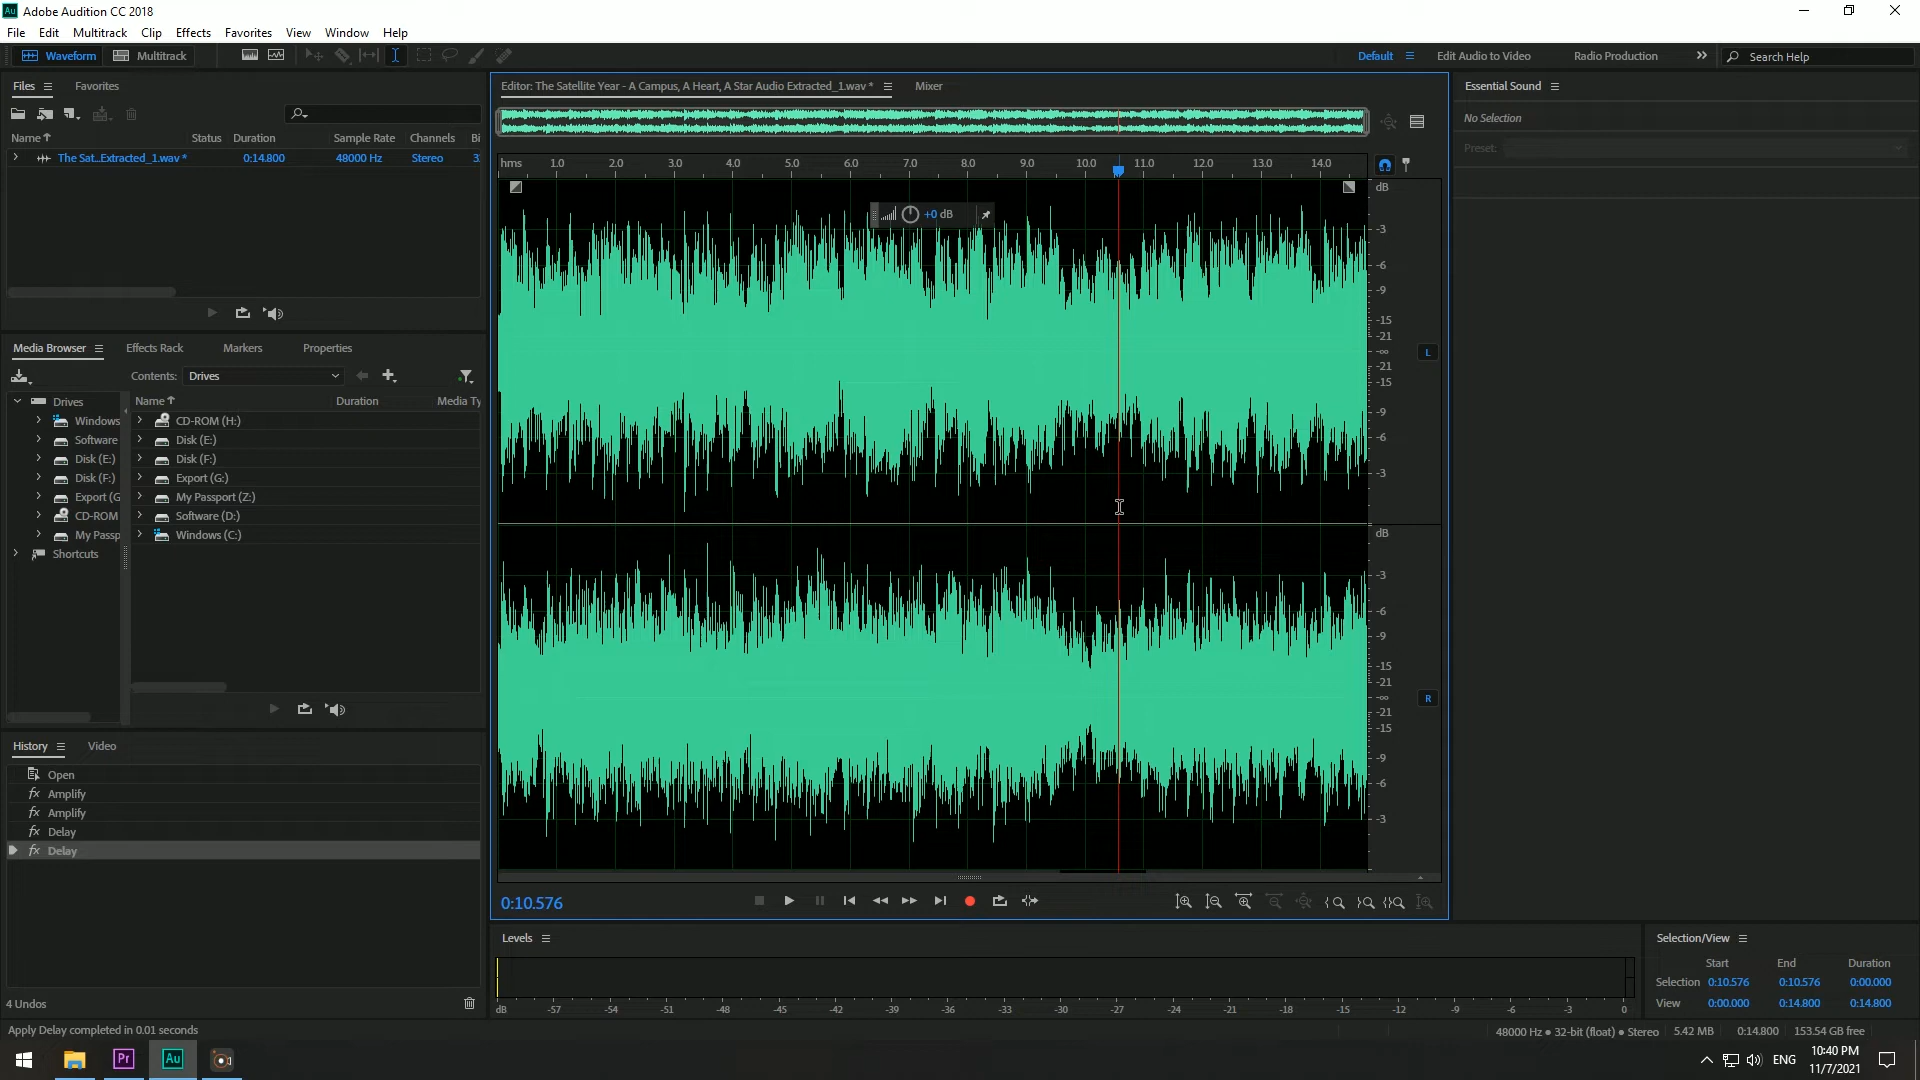 Au Adobe Audition CC 2018
File Edit Multitrack Clip Effects Favorites View Window Help
Waveform Multitrack Default Edit Audio to Video Radio Production Search Help
Files Favorites
Name Status Duration Sample Rate Channels Bi
The Sat...Extracted_1.wav * 0:14.800 48000 Hz Stereo 3
Media Browser Effects Rack Markers Properties
Contents: Drives
Drives
Windows
Software
Disk (E:)
Disk (F:)
Export (G
CD-ROM
My Passp
Shortcuts
Name Duration Media Ty
CD-ROM (H:)
Disk (E:)
Disk (F:)
Export (G:)
My Passport (Z:)
Software (D:)
Windows (C:)
History Video
Open
fx Amplify
fx Amplify
fx Delay
fx Delay
4 Undos
Apply Delay completed in 0.01 seconds
Editor: The Satellite Year - A Campus, A Heart, A Star Audio Extracted_1.wav * Mixer
hms 1.0 2.0 3.0 4.0 5.0 6.0 7.0 8.0 9.0 10.0 11.0 12.0 13.0 14.0
+0 dB
dB
-3
-6
-9
-15
-21
-∞
-21
-15
-9
-6
-3
L
dB
-3
-6
-9
-15
-21
-∞
-21
-15
-9
-6
-3
R
0:10.576
Levels
dB -57 -54 -51 -48 -45 -42 -39 -36 -33 -30 -27 -24 -21 -18 -15 -12 -9 -6 -3 0
Essential Sound
No Selection
Preset:
Selection/View
Start End Duration
Selection 0:10.576 0:10.576 0:00.000
View 0:00.000 0:14.800 0:14.800
48000 Hz • 32-bit (float) • Stereo 5.42 MB 0:14.800 153.54 GB free
Pr Au ENG 10:40 PM
11/7/2021